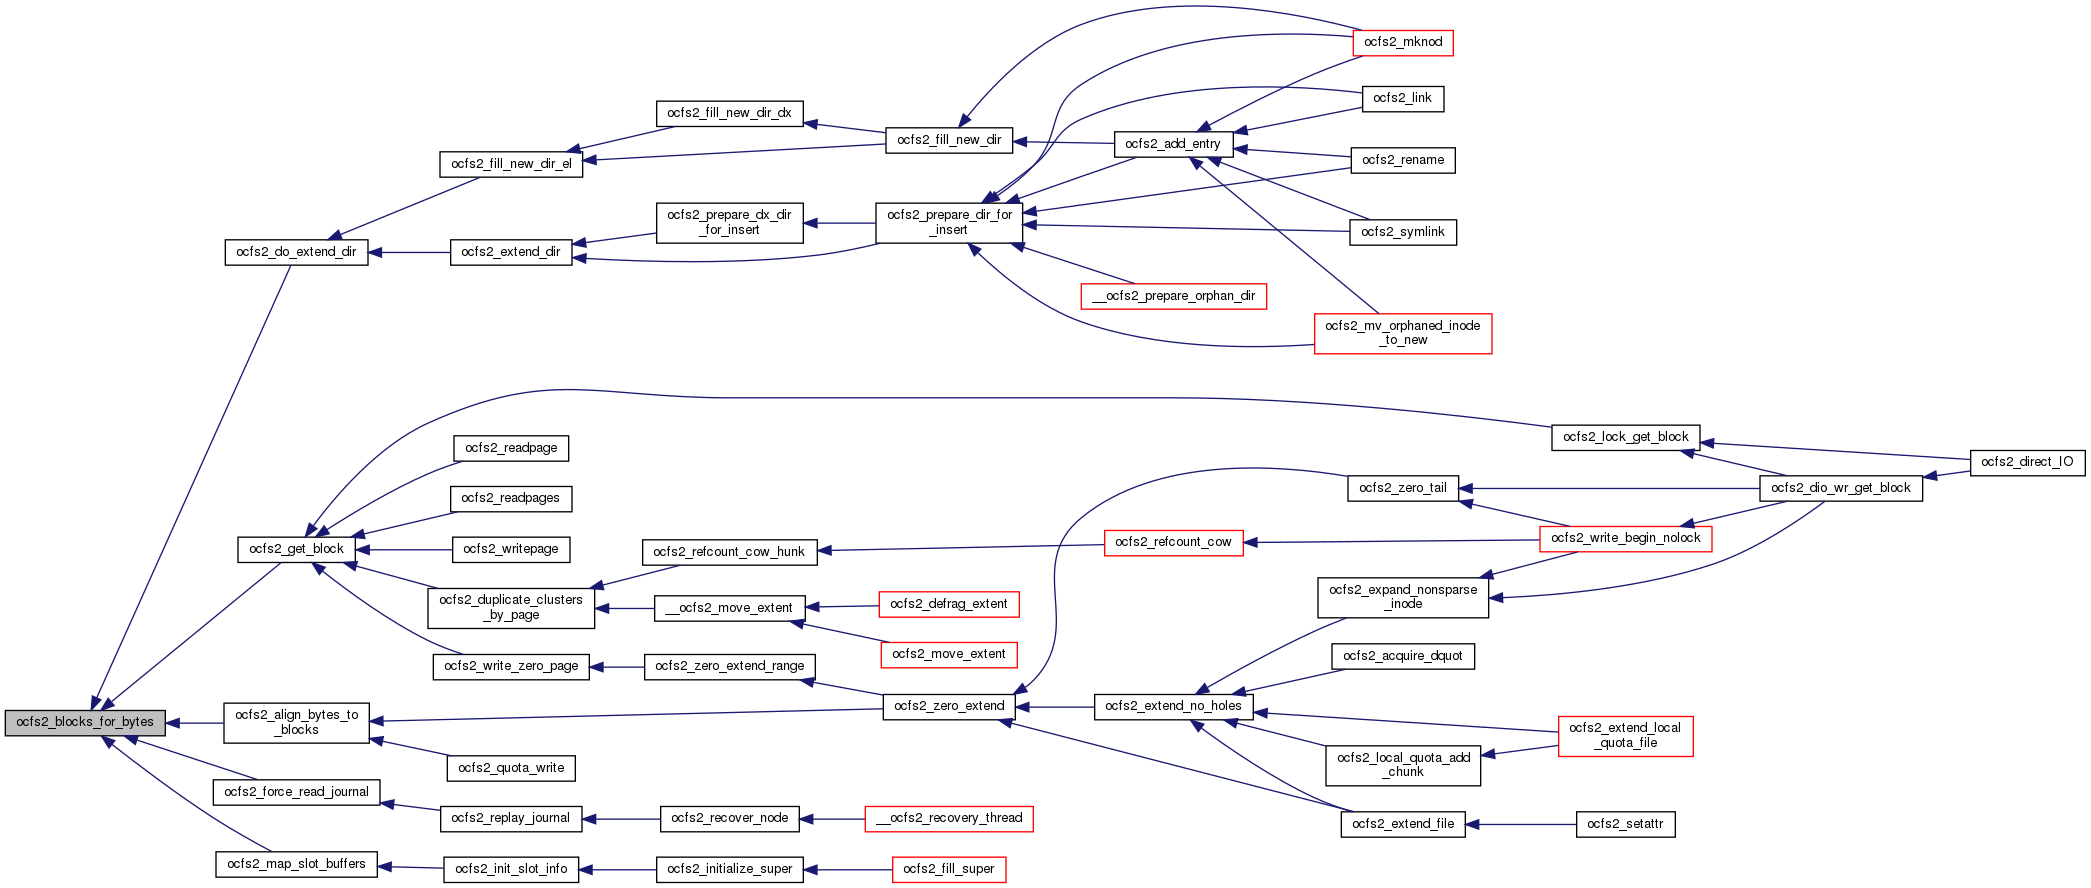 ocfs2_mknod
ocfs2_link
ocfs2_fill_new_dir_dx
ocfs2_fill_new_dir
ocfs2_add_entry
ocfs2_rename
ocfs2_fill_new_dir_el
ocfs2_prepare_dx_dir
_for_insert
ocfs2_prepare_dir_for
_insert
ocfs2_symlink
ocfs2_do_extend_dir
ocfs2_extend_dir
__ocfs2_prepare_orphan_dir
ocfs2_mv_orphaned_inode
_to_new
ocfs2_lock_get_block
ocfs2_readpage
ocfs2_direct_IO
ocfs2_readpages
ocfs2_zero_tail
ocfs2_dio_wr_get_block
ocfs2_get_block
ocfs2_writepage
ocfs2_refcount_cow_hunk
ocfs2_refcount_cow
ocfs2_write_begin_nolock
ocfs2_duplicate_clusters
_by_page
__ocfs2_move_extent
ocfs2_defrag_extent
ocfs2_expand_nonsparse
_inode
ocfs2_move_extent
ocfs2_write_zero_page
ocfs2_zero_extend_range
ocfs2_acquire_dquot
ocfs2_blocks_for_bytes
ocfs2_align_bytes_to
_blocks
ocfs2_zero_extend
ocfs2_extend_no_holes
ocfs2_extend_local
_quota_file
ocfs2_quota_write
ocfs2_local_quota_add
_chunk
ocfs2_force_read_journal
ocfs2_replay_journal
ocfs2_recover_node
__ocfs2_recovery_thread
ocfs2_extend_file
ocfs2_setattr
ocfs2_map_slot_buffers
ocfs2_init_slot_info
ocfs2_initialize_super
ocfs2_fill_super